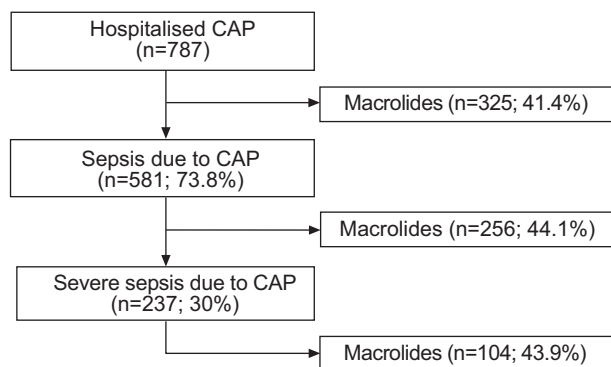 Hospitalised CAP
(n=787)
Macrolides (n=325; 41.4%)
Sepsis due to CAP
(n=581; 73.8%)
Macrolides (n=256; 44.1%)
Severe sepsis due to CAP
(n=237; 30%)
Macrolides (n=104; 43.9%)